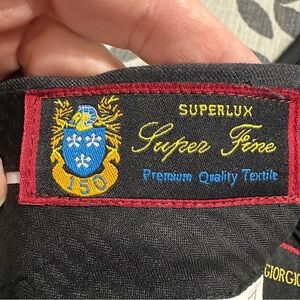 SUPERLUX
Super Fine
Premium Quality Textile
150
GIORGIO